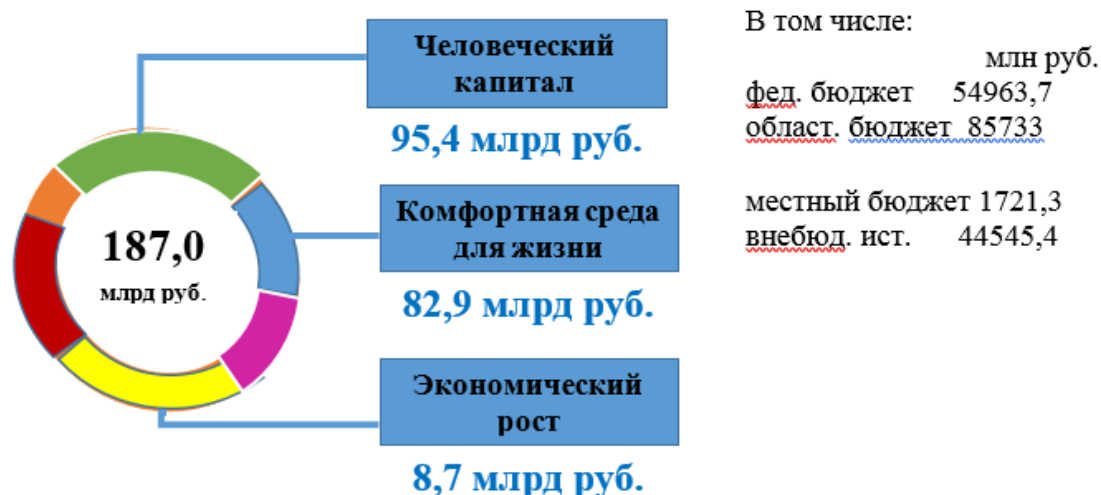 187,0
млрд руб.
Человеческий
капитал
95,4 млрд руб.
Комфортная среда
для жизни
82,9 млрд руб.
Экономический
рост
8,7 млрд руб.
В том числе:
млн руб.
фед. бюджет 54963,7
област. бюджет 85733
местный бюджет 1721,3
внебюд. ист. 44545,4